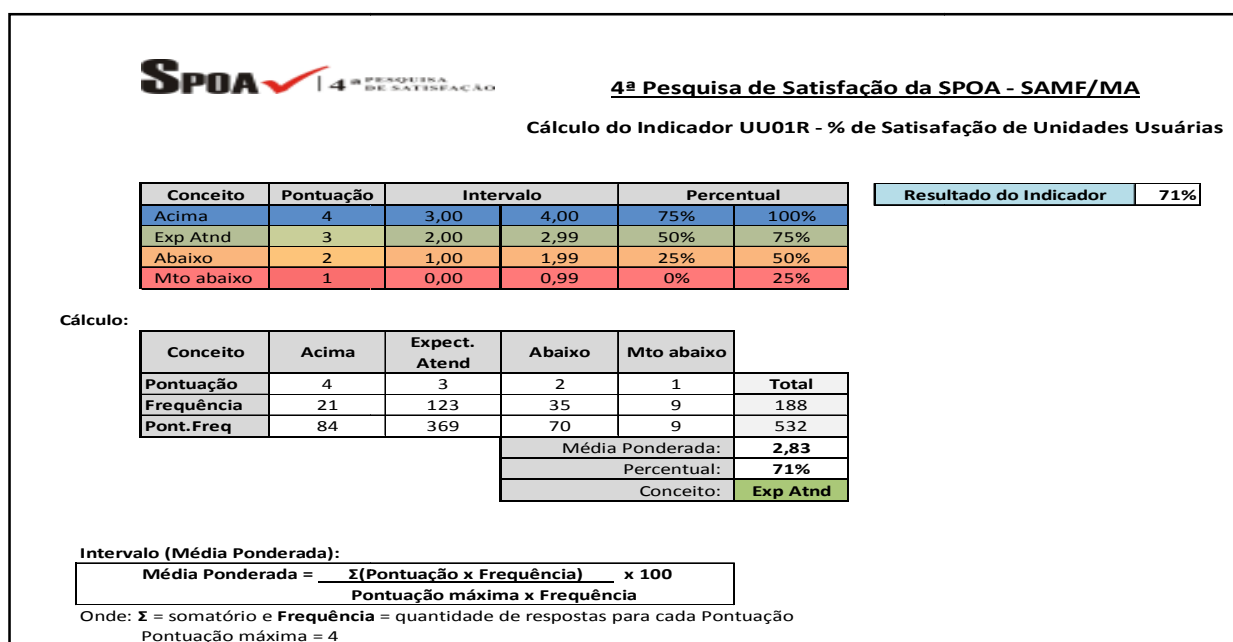 SPOA 4ª PESQUISA DE SATISFAÇÃO
4ª Pesquisa de Satisfação da SPOA - SAMF/MA
Cálculo do Indicador UU01R - % de Satisafação de Unidades Usuárias
Conceito Pontuação Intervalo Percentual
Resultado do Indicador 71%
Acima 4 3,00 4,00 75% 100%
Exp Atnd 3 2,00 2,99 50% 75%
Abaixo 2 1,00 1,99 25% 50%
Mto abaixo 1 0,00 0,99 0% 25%
Cálculo:
Conceito Acima Expect. Atend Abaixo Mto abaixo
Pontuação 4 3 2 1 Total
Frequência 21 123 35 9 188
Pont.Freq 84 369 70 9 532
Média Ponderada: 2,83
Percentual: 71%
Conceito: Exp Atnd
Intervalo (Média Ponderada):
Média Ponderada = Σ(Pontuação x Frequência) x 100
Pontuação máxima x Frequência
Onde: Σ = somatório e Frequência = quantidade de respostas para cada Pontuação
Pontuação máxima = 4